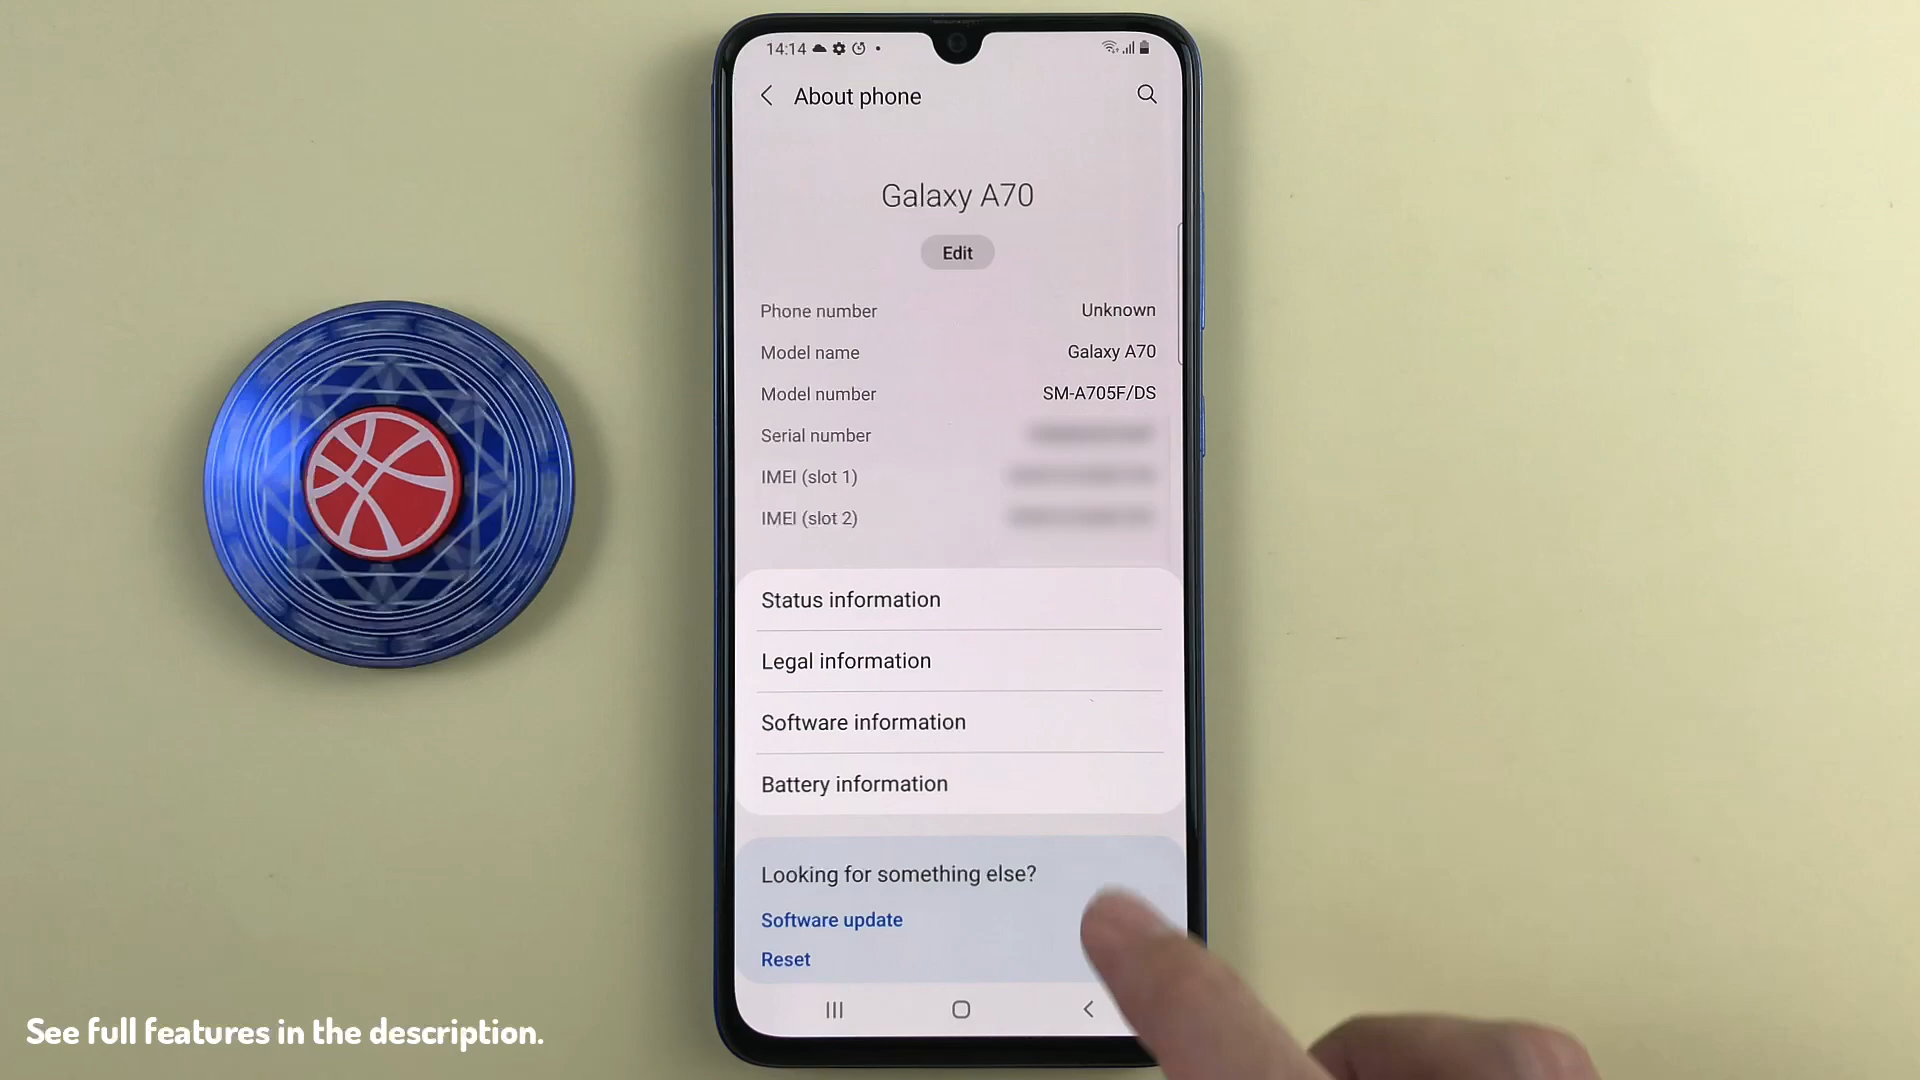 14:14
About phone
Galaxy A70
Edit
Phone number Unknown
Model name Galaxy A70
Model number SM-A705F/DS
Serial number
IMEI (slot 1)
IMEI (slot 2)
Status information
Legal information
Software information
Battery information
Looking for something else?
Software update
Reset
See full features in the description.